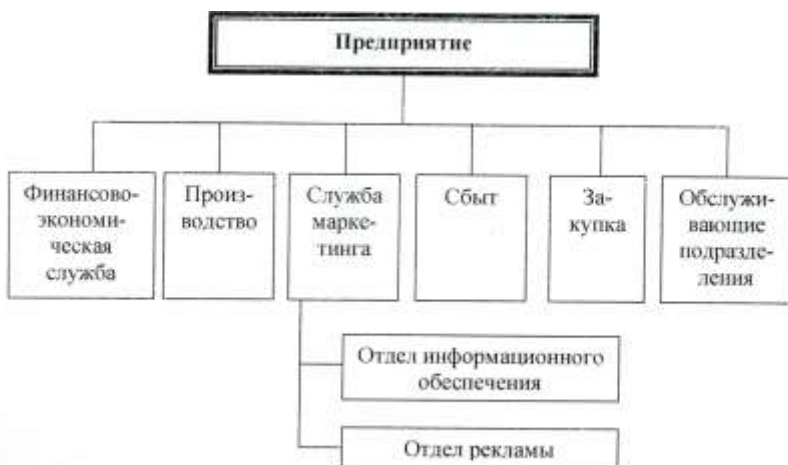 Предприятие
Финансово-
экономи-
ческая
служба
Произ-
водство
Служба
марке-
тинга
Сбыт
За-
купка
Обслужи-
вающие
подразде-
ления
Отдел информационного
обеспечения
Отдел рекламы